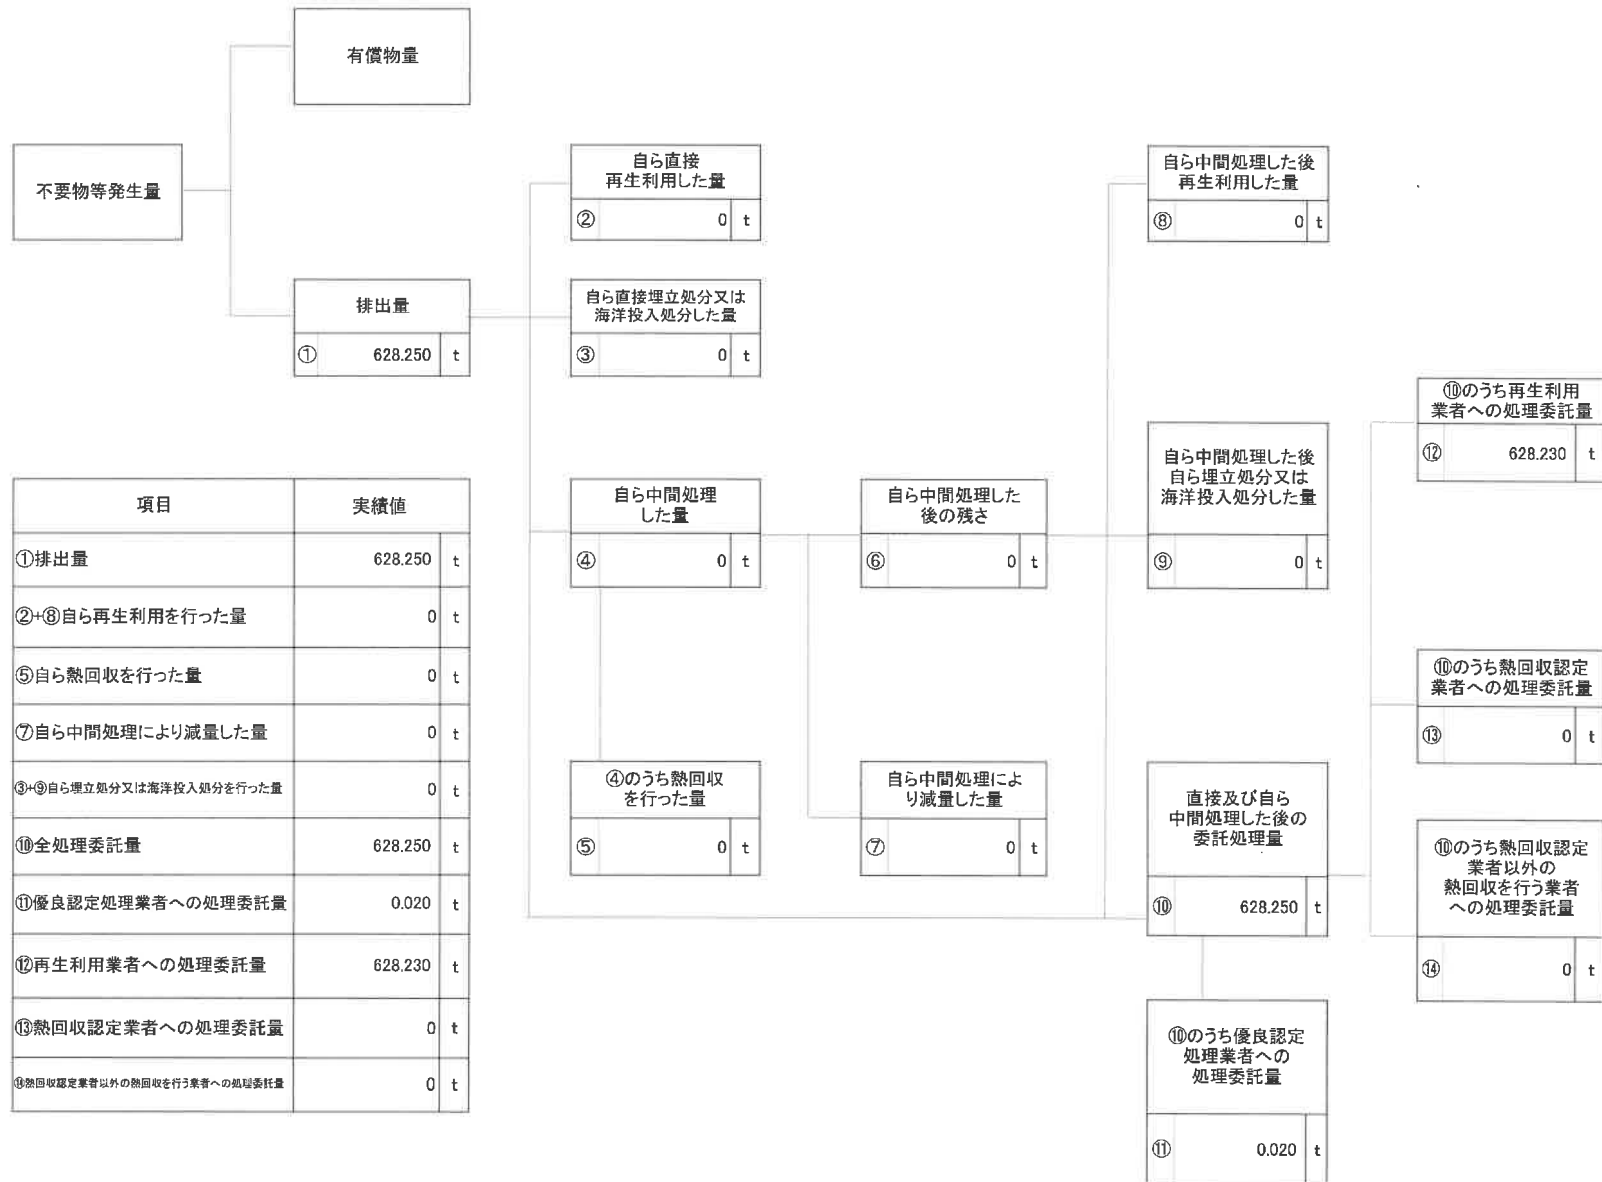 有償物量
不要物等発生量
自ら直接
再生利用した量
② 0 t
自ら中間処理した後
再生利用した量
⑧ 0 t
排出量
① 628.250 t
自ら直接埋立処分又は
海洋投入処分した量
③ 0 t
⑩のうち再生利用
業者への処理委託量
⑫ 628.230 t
自ら中間処理
した量
④ 0 t
自ら中間処理した
後の残さ
⑥ 0 t
自ら中間処理した後
自ら埋立処分又は
海洋投入処分した量
⑨ 0 t
⑩のうち熱回収認定
業者への処理委託量
⑬ 0 t
④のうち熱回収
を行った量
⑤ 0 t
自ら中間処理によ
り減量した量
⑦ 0 t
直接及び自ら
中間処理した後の
委託処理量
⑩ 628.250 t
⑩のうち熱回収認定
業者以外の
熱回収を行う業者
への処理委託量
⑭ 0 t
⑩のうち優良認定
処理業者への
処理委託量
⑪ 0.020 t
項目 実績値
①排出量 628.250 t
②+⑧自ら再生利用を行った量 0 t
⑤自ら熱回収を行った量 0 t
⑦自ら中間処理により減量した量 0 t
③+⑨自ら埋立処分又は海洋投入処分を行った量 0 t
⑩全処理委託量 628.250 t
⑪優良認定処理業者への処理委託量 0.020 t
⑫再生利用業者への処理委託量 628.230 t
⑬熱回収認定業者への処理委託量 0 t
⑭熱回収認定業者以外の熱回収を行う業者への処理委託量 0 t